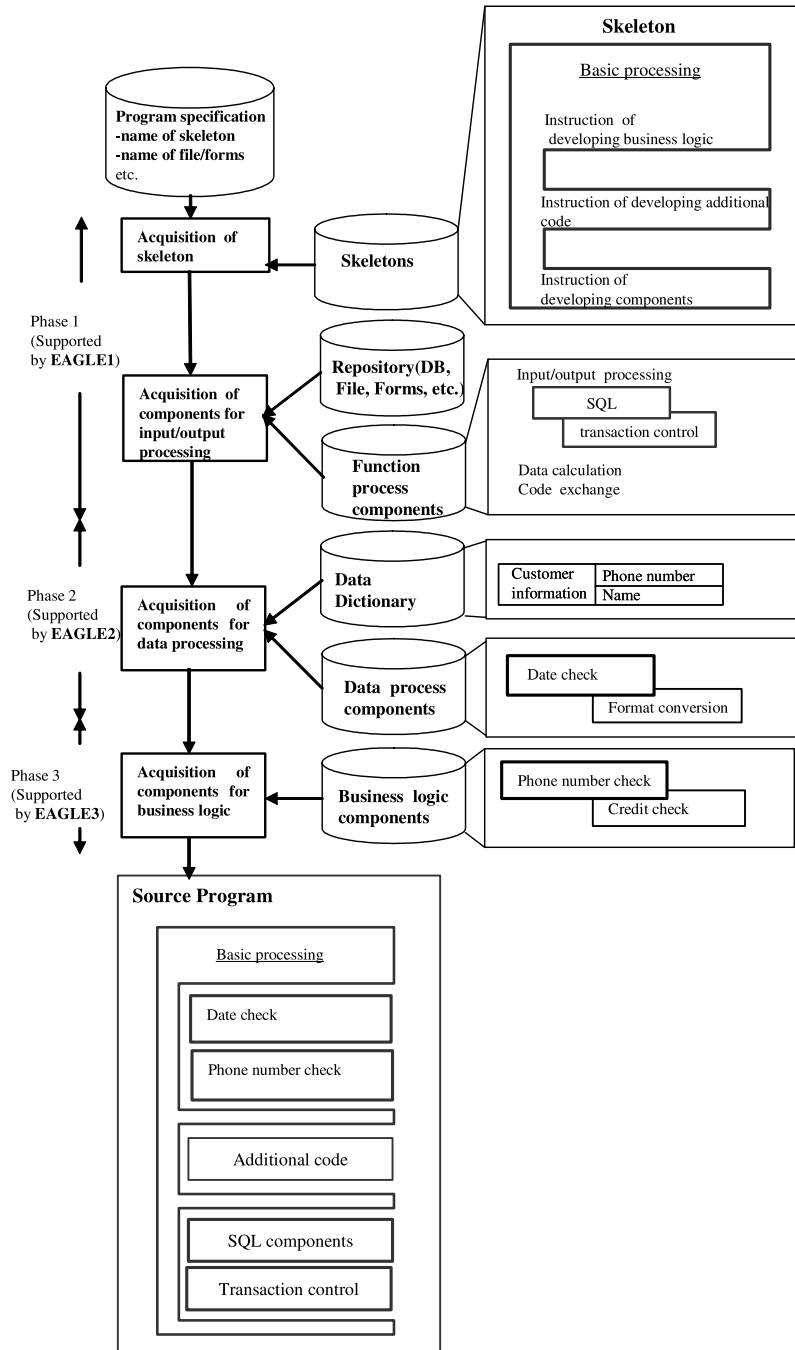 Skeleton
Basic processing
Instruction of
developing business logic
Instruction of developing additional
code
Instruction of
developing components
Program specification
-name of skeleton
-name of file/forms
etc.
Acquisition of
skeleton
Skeletons
Phase 1
(Supported
by EAGLE1)
Repository(DB,
File, Forms, etc.)
Acquisition of
components for
input/output
processing
Function
process
components
Input/output processing
SQL
transaction control
Data calculation
Code exchange
Phase 2
(Supported
by EAGLE2)
Acquisition of
components for
data processing
Data
Dictionary
Customer
information
Phone number
Name
Data process
components
Date check
Format conversion
Phase 3
(Supported
by EAGLE3)
Acquisition of
components for
business logic
Business logic
components
Phone number check
Credit check
Source Program
Basic processing
Date check
Phone number check
Additional code
SQL components
Transaction control